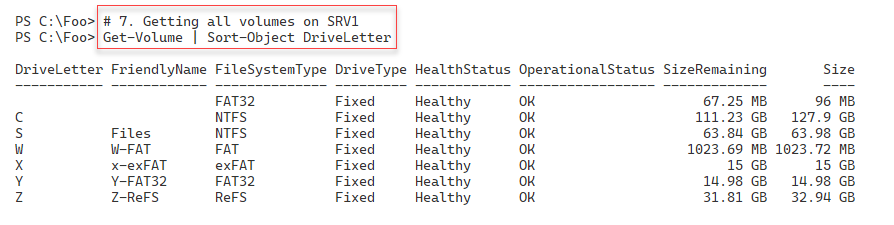 PS C:\Foo> # 7. Getting all volumes on SRV1
PS C:\Foo> Get-Volume | Sort-Object DriveLetter
DriveLetter FriendlyName FileSystemType DriveType HealthStatus OperationalStatus SizeRemaining Size
----------- ------------ -------------- --------- ------------ ----------------- ------------- ----
FAT32 Fixed Healthy OK 67.25 MB 96 MB
C NTFS Fixed Healthy OK 111.23 GB 127.9 GB
S Files NTFS Fixed Healthy OK 63.84 GB 63.98 GB
W W-FAT FAT Fixed Healthy OK 1023.69 MB 1023.72 MB
X x-exFAT exFAT Fixed Healthy OK 15 GB 15 GB
Y Y-FAT32 FAT32 Fixed Healthy OK 14.98 GB 14.98 GB
Z Z-ReFS ReFS Fixed Healthy OK 31.81 GB 32.94 GB